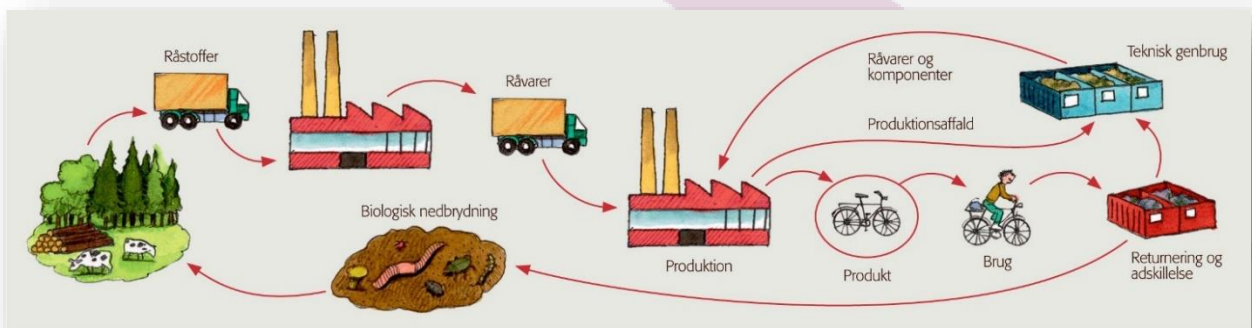 Råstoffer
Råvarer
Råvarer og
komponenter
Teknisk genbrug
Produktionsaffald
Biologisk nedbrydning
Produktion
Produkt
Brug
Returnering og
adskillelse